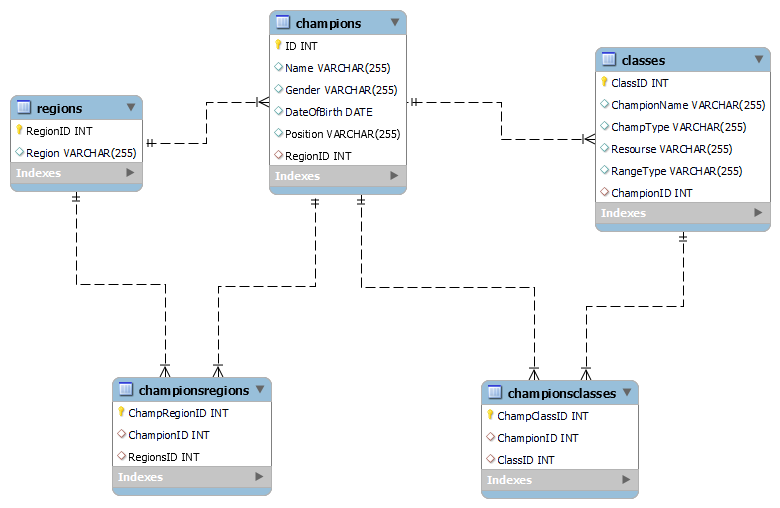 champions
ID INT
Name VARCHAR(255)
Gender VARCHAR(255)
DateOfBirth DATE
Position VARCHAR(255)
RegionID INT
Indexes
classes
ClassID INT
ChampionName VARCHAR(255)
ChampType VARCHAR(255)
Resourse VARCHAR(255)
RangeType VARCHAR(255)
ChampionID INT
Indexes
regions
RegionID INT
Region VARCHAR(255)
Indexes
championsregions
ChampRegionID INT
ChampionID INT
RegionsID INT
Indexes
championsclasses
ChampClassID INT
ChampionID INT
ClassID INT
Indexes